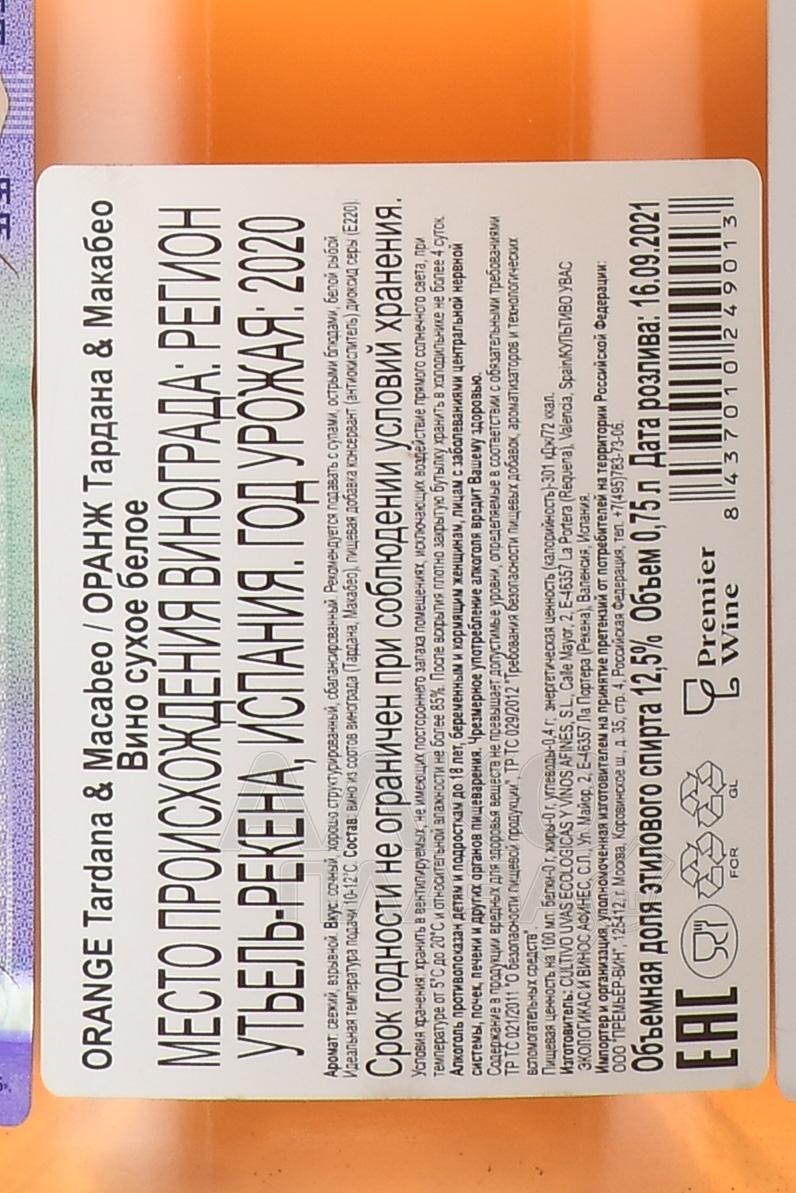 ORANGE Tardana & Macabeo / ОРАНЖ Тардана & Макабео
Вино сухое белое
МЕСТО ПРОИСХОЖДЕНИЯ ВИНОГРАДА: РЕГИОН
УТЬЕЛЬ-РЕКЕНА, ИСПАНИЯ. ГОД УРОЖАЯ: 2020
Аромат: свежий, взрывной. Вкус: сочный, хорошо структурированный, сбалансированный Рекомендуется подавать с супами, острыми блюдами, белой рыбой.
Идеальная температура подачи 10-12°C. Состав: вино из сортов винограда (Тардана, Макабео), пищевая добавка консервант (антиокислитель) диоксид серы (E220).
Срок годности не ограничен при соблюдении условий хранения.
Условия хранения: хранить в вентилируемых, не имеющих постороннего запаха помещениях, исключающих воздействие прямого солнечного света, при
температуре от 5°C до 20°C и относительной влажности не более 85%. После вскрытия плотно закрытую бутылку хранить в холодильнике не более 4 суток.
Алкоголь противопоказан детям и подросткам до 18 лет, беременным и кормящим женщинам, лицам с заболеваниями центральной нервной
системы, почек, печени и других органов пищеварения. Чрезмерное употребление алкоголя вредит Вашему здоровью.
Содержание в продукции вредных для здоровья веществ не превышает допустимые уровни, определяемые в соответствии с обязательными требованиями
ТР ТС 021/2011 "О безопасности пищевой продукции", ТР ТС 029/2012 "Требования безопасности пищевых добавок, ароматизаторов и технологических
вспомогательных средств"
Пищевая ценность на 100 мл: белки-0 г, жиры-0 г, углеводы-0,4 г; энергетическая ценность (калорийность)-301 кДж/72 ккал.
Изготовитель: CULTIVO UVAS ECOLOGICAS Y VINOS AFINES, S.L., Calle Mayor, 2, E-46357 La Portera (Requena), Valencia, Spain/КУЛЬТИВО УВАС
ЭКОЛОГИКАС И ВИНОС АФИНЕС, С.Л., Ул. Майор, 2, E-46357 Ла Портера (Рекена), Валенсия, Испания.
Импортер и организация, уполномоченная изготовителем на принятие претензий от потребителей на территории Российской Федерации:
ООО "ПРЕМЬЕР-ВИН", 125412, г. Москва, Коровинское ш., д. 35, стр. 4, Российская Федерация, тел. +7(495)783-73-06.
Объемная доля этилового спирта 12,5% Объем 0,75 л Дата розлива: 16.09.2021
EAC
FOR
GL
Premier
Wine
8 437010 249013